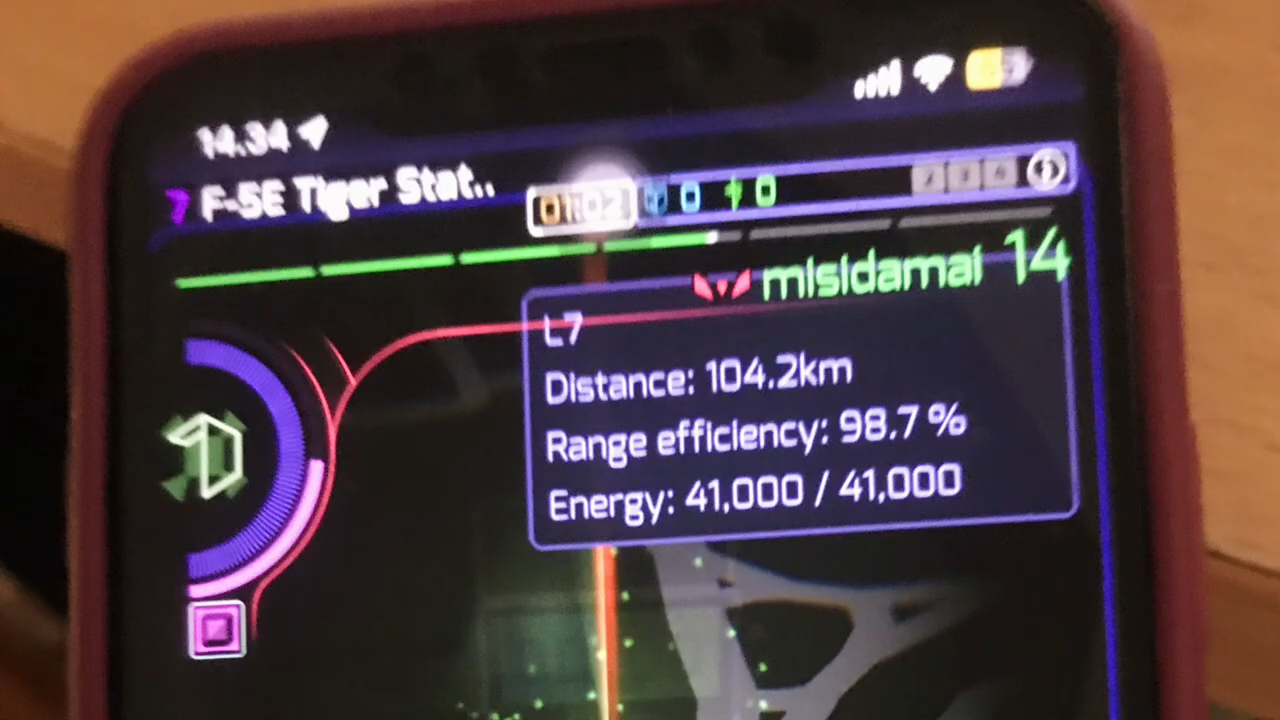 14.34
7 F-5E Tiger Stat..
01:02 0 0
misidamai 14
L7
Distance: 104.2km
Range efficiency: 98.7 %
Energy: 41,000 / 41,000